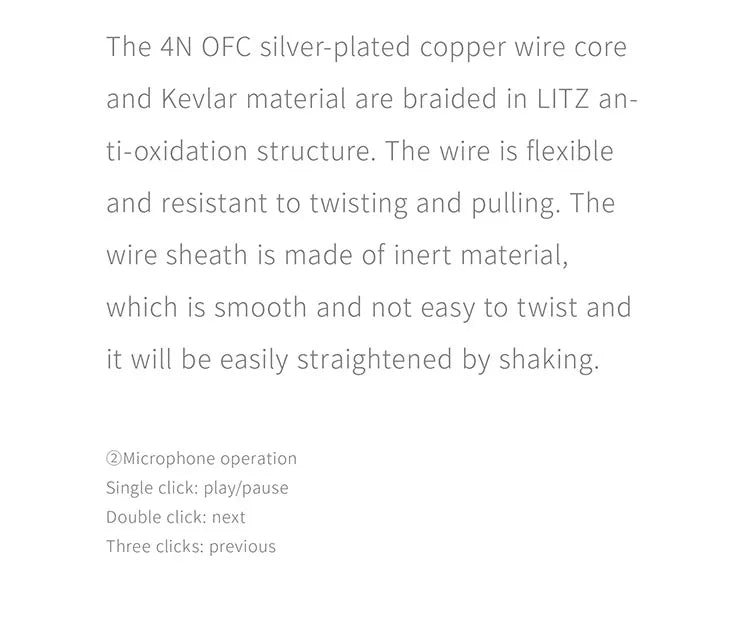 The 4N OFC silver-plated copper wire core
and Kevlar material are braided in LITZ an-
ti-oxidation structure. The wire is flexible
and resistant to twisting and pulling. The
wire sheath is made of inert material,
which is smooth and not easy to twist and
it will be easily straightened by shaking.
②Microphone operation
Single click: play/pause
Double click: next
Three clicks: previous